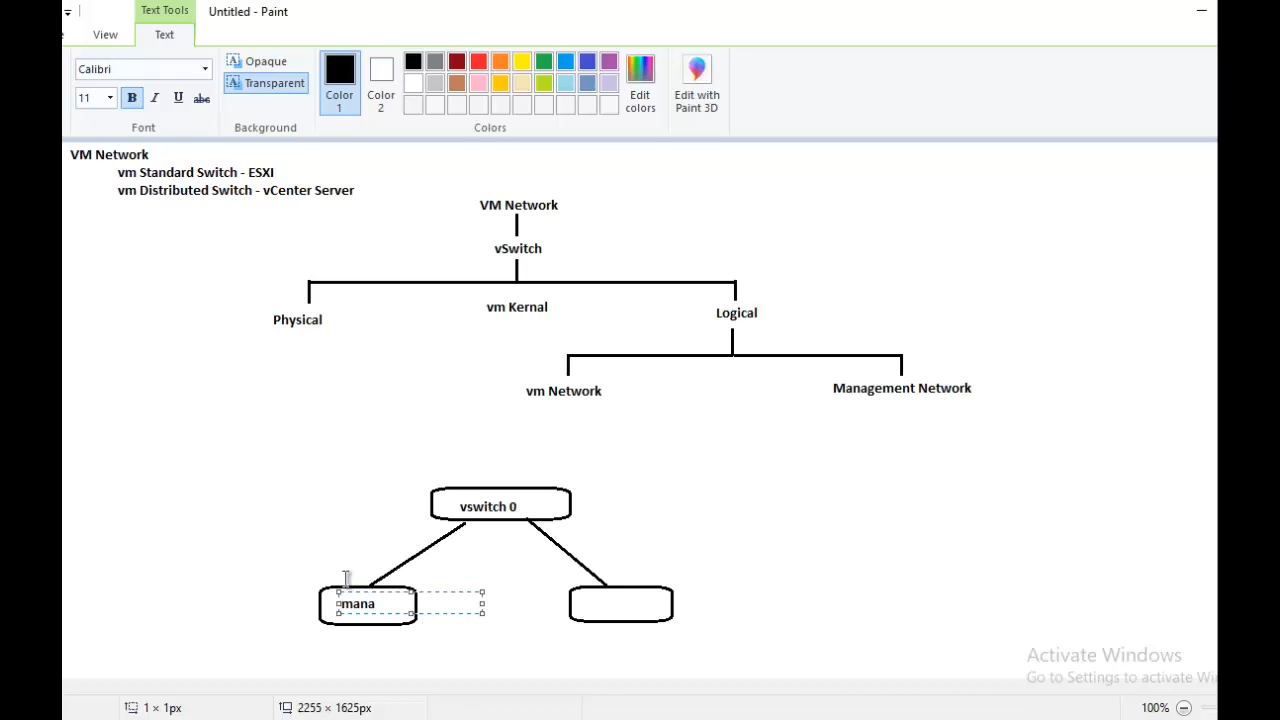 Text Tools
Untitled - Paint
View
Text
Calibri
Opaque
11 B I U abc
Transparent
Color 1
Color 2
Edit colors
Edit with Paint 3D
Font
Background
Colors
VM Network
vm Standard Switch - ESXI
vm Distributed Switch - vCenter Server
VM Network
vSwitch
Physical
vm Kernal
Logical
vm Network
Management Network
vswitch 0
mana
Activate Windows
Go to Settings to activate
1 × 1px
2255 × 1625px
100%